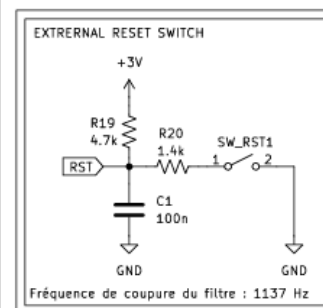 EXTRERNAL RESET SWITCH
+3V
R19
4.7k
R20
1.4k
SW_RST1
1
2
RST
C1
100n
GND
GND
Fréquence de coupure du filtre : 1137 Hz